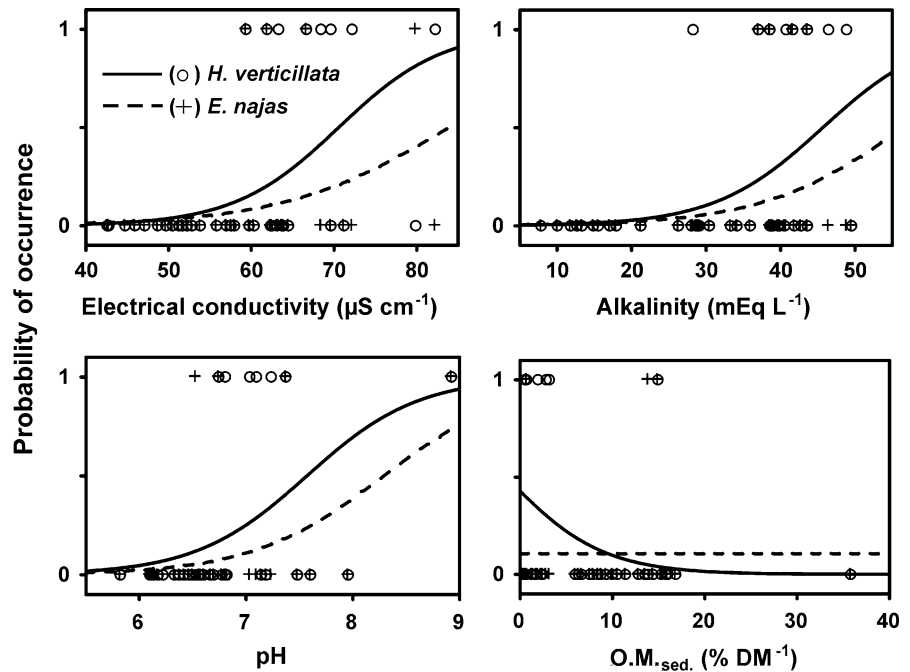 Probability of occurrence
1
0
(○) H. verticillata
(+) E. najas
40 50 60 70 80
Electrical conductivity (µS cm-1)
1
0
10 20 30 40 50
Alkalinity (mEq L-1)
1
0
6 7 8 9
pH
1
0
0 10 20 30 40
O.M.sed. (% DM-1)